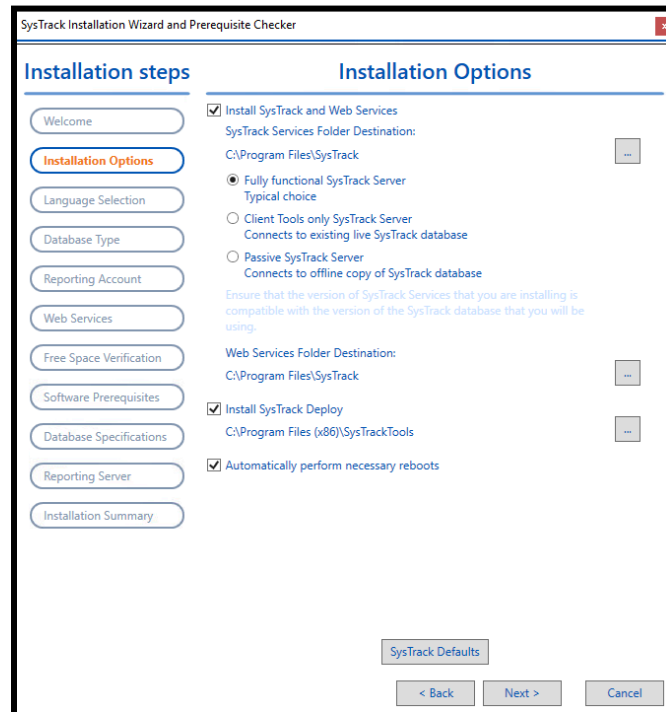 SysTrack Installation Wizard and Prerequisite Checker
x
Installation steps
Welcome
Installation Options
Language Selection
Database Type
Reporting Account
Web Services
Free Space Verification
Software Prerequisites
Database Specifications
Reporting Server
Installation Summary
Installation Options
Install SysTrack and Web Services
SysTrack Services Folder Destination:
C:\Program Files\SysTrack
...
Fully functional SysTrack Server
Typical choice
Client Tools only SysTrack Server
Connects to existing live SysTrack database
Passive SysTrack Server
Connects to offline copy of SysTrack database
Ensure that the version of SysTrack Services that you are installing is
compatible with the version of the SysTrack database that you will be
using.
Web Services Folder Destination:
C:\Program Files\SysTrack
...
Install SysTrack Deploy
C:\Program Files (x86)\SysTrackTools
...
Automatically perform necessary reboots
SysTrack Defaults
< Back
Next >
Cancel